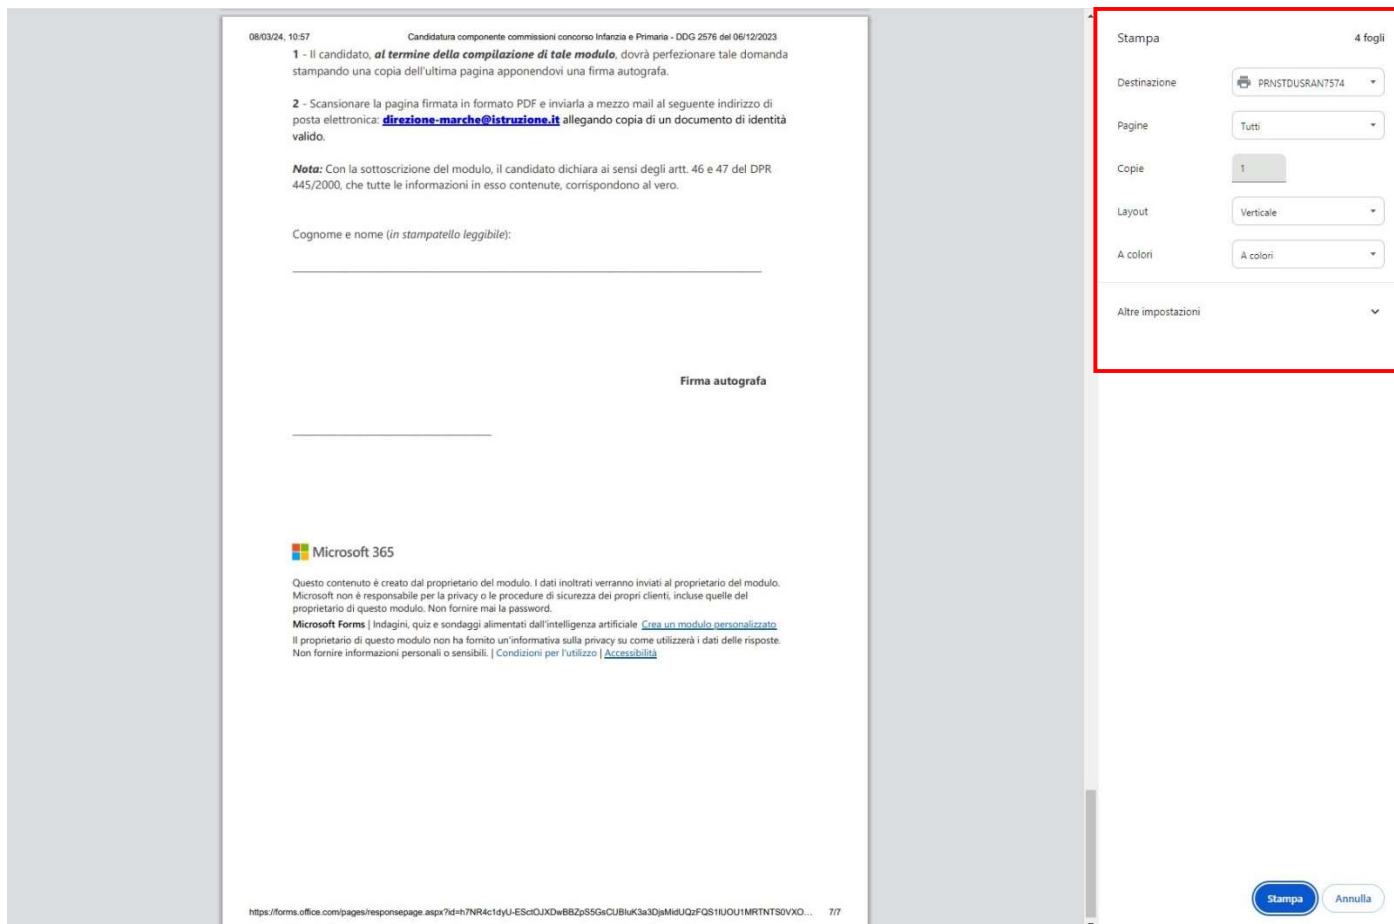 08/03/24, 10:57 Candidatura componente commissioni concorso Infanzia e Primaria - DDG 2576 del 06/12/2023
1 - Il candidato, al termine della compilazione di tale modulo, dovrà perfezionare tale domanda
stampando una copia dell'ultima pagina apponendovi una firma autografa.
2 - Scansionare la pagina firmata in formato PDF e inviarla a mezzo mail al seguente indirizzo di
posta elettronica: direzione-marche@istruzione.it allegando copia di un documento di identità
valido.
Nota: Con la sottoscrizione del modulo, il candidato dichiara ai sensi degli artt. 46 e 47 del DPR
445/2000, che tutte le informazioni in esso contenute, corrispondono al vero.
Cognome e nome (in stampatello leggibile):
Firma autografa
Microsoft 365
Questo contenuto è creato dal proprietario del modulo. I dati inoltrati verranno inviati al proprietario del modulo.
Microsoft non è responsabile per la privacy o le procedure di sicurezza dei propri clienti, incluse quelle del
proprietario di questo modulo. Non fornire mai la password.
Microsoft Forms | Indagini, quiz e sondaggi alimentati dall'intelligenza artificiale Crea un modulo personalizzato
Il proprietario di questo modulo non ha fornito un'informativa sulla privacy su come utilizzerà i dati delle risposte.
Non fornire informazioni personali o sensibili. | Condizioni per l'utilizzo | Accessibilità
7/7
Stampa 4 fogli
Destinazione PRNSTDUSRAN7574
Pagine Tutti
Copie 1
Layout Verticale
A colori A colori
Altre impostazioni
Stampa Annulla